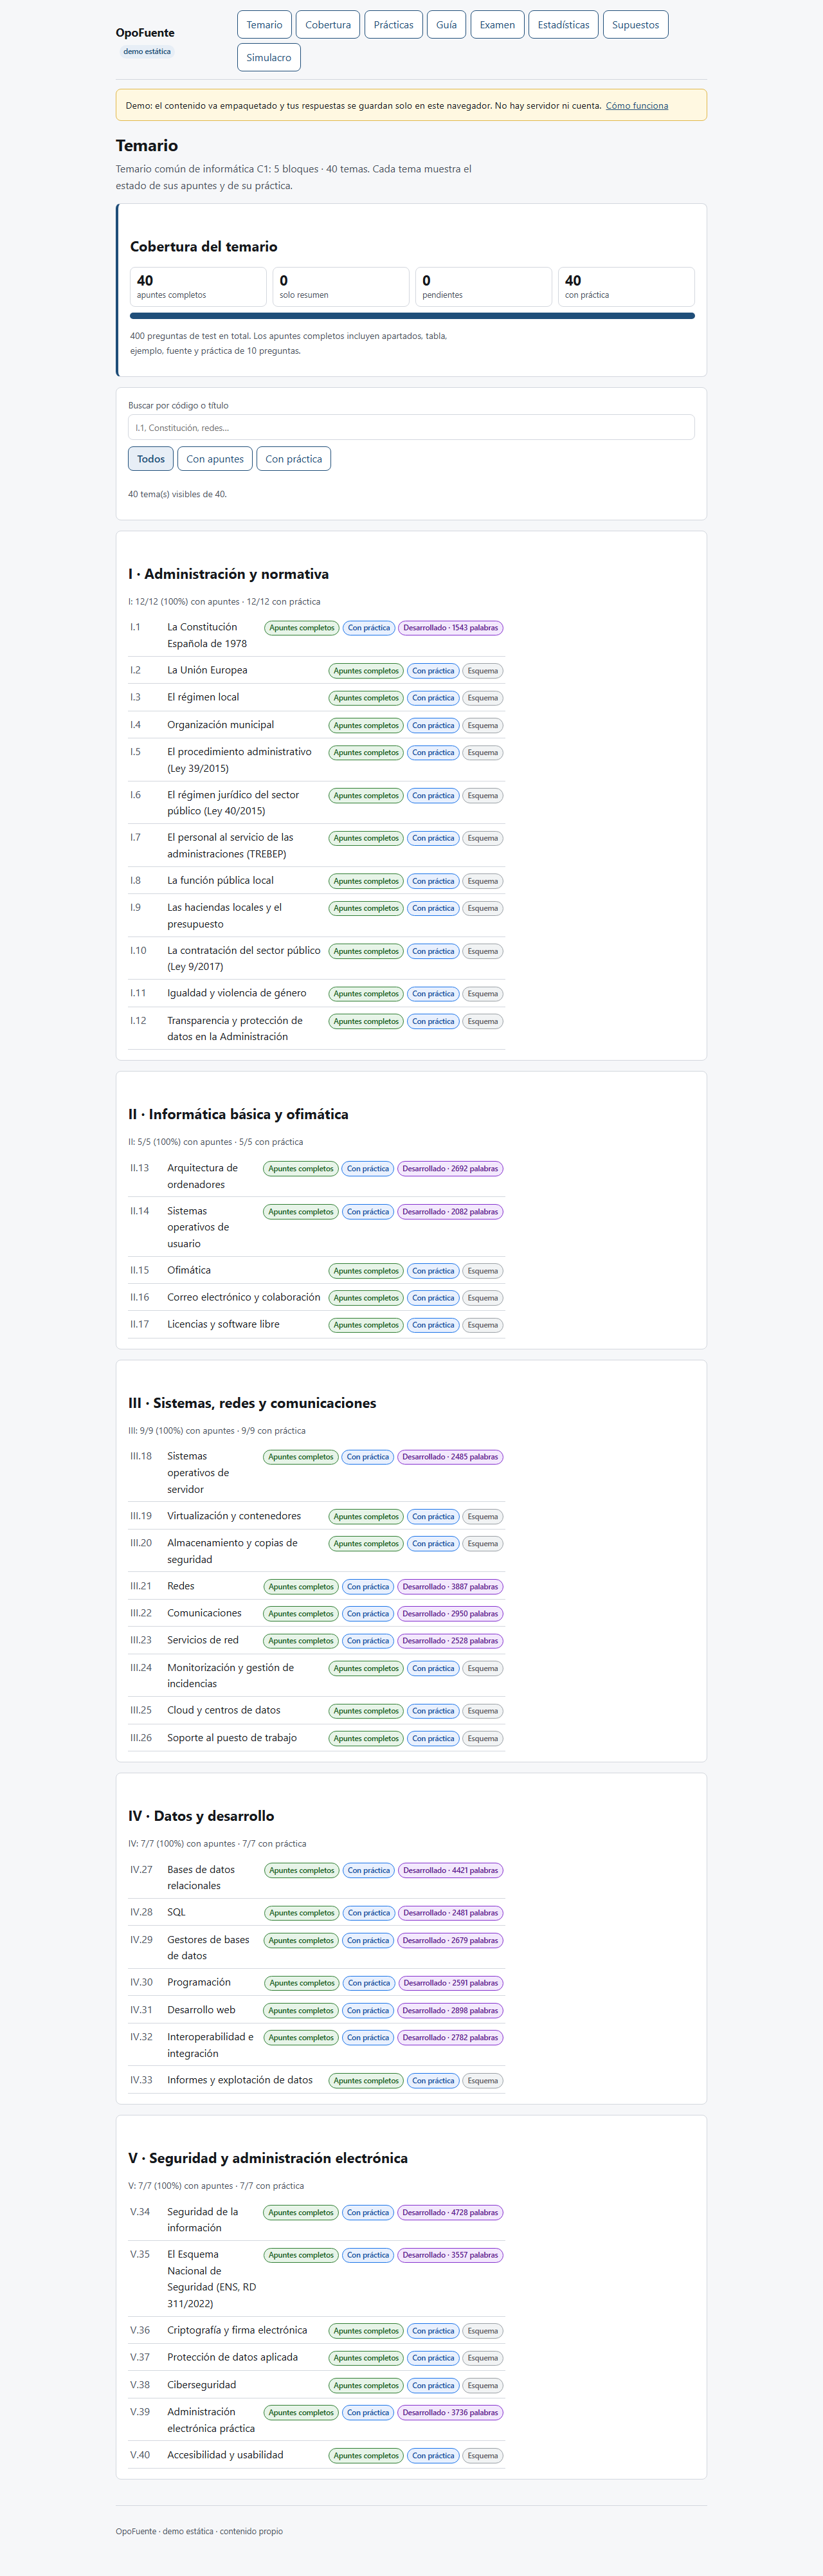 OpoFuente
demo estática
Temario
Cobertura
Prácticas
Guía
Examen
Estadísticas
Supuestos
Simulacro
Demo: el contenido va empaquetado y tus respuestas se guardan solo en este navegador. No hay servidor ni cuenta. Cómo funciona
Temario
Temario común de informática C1: 5 bloques · 40 temas. Cada tema muestra el
estado de sus apuntes y de su práctica.
Cobertura del temario
40
apuntes completos
0
solo resumen
0
pendientes
40
con práctica
400 preguntas de test en total. Los apuntes completos incluyen apartados, tabla,
ejemplo, fuente y práctica de 10 preguntas.
Buscar por código o título
I.1, Constitución, redes...
Todos
Con apuntes
Con práctica
40 tema(s) visibles de 40.
I · Administración y normativa
I: 12/12 (100%) con apuntes · 12/12 con práctica
I.1 La Constitución Apuntes completos Con práctica Desarrollado · 1543 palabras
Española de 1978
I.2 La Unión Europea Apuntes completos Con práctica Esquema
I.3 El régimen local Apuntes completos Con práctica Esquema
I.4 Organización municipal Apuntes completos Con práctica Esquema
I.5 El procedimiento administrativo Apuntes completos Con práctica Esquema
(Ley 39/2015)
I.6 El régimen jurídico del sector Apuntes completos Con práctica Esquema
público (Ley 40/2015)
I.7 El personal al servicio de las Apuntes completos Con práctica Esquema
administraciones (TREBEP)
I.8 La función pública local Apuntes completos Con práctica Esquema
I.9 Las haciendas locales y el Apuntes completos Con práctica Esquema
presupuesto
I.10 La contratación del sector público Apuntes completos Con práctica Esquema
(Ley 9/2017)
I.11 Igualdad y violencia de género Apuntes completos Con práctica Esquema
I.12 Transparencia y protección de Apuntes completos Con práctica Esquema
datos en la Administración
II · Informática básica y ofimática
II: 5/5 (100%) con apuntes · 5/5 con práctica
II.13 Arquitectura de Apuntes completos Con práctica Desarrollado · 2692 palabras
ordenadores
II.14 Sistemas Apuntes completos Con práctica Desarrollado · 2082 palabras
operativos de
usuario
II.15 Ofimática Apuntes completos Con práctica Esquema
II.16 Correo electrónico y colaboración Apuntes completos Con práctica Esquema
II.17 Licencias y software libre Apuntes completos Con práctica Esquema
III · Sistemas, redes y comunicaciones
III: 9/9 (100%) con apuntes · 9/9 con práctica
III.18 Sistemas Apuntes completos Con práctica Desarrollado · 2485 palabras
operativos de
servidor
III.19 Virtualización y contenedores Apuntes completos Con práctica Esquema
III.20 Almacenamiento y copias de Apuntes completos Con práctica Esquema
seguridad
III.21 Redes Apuntes completos Con práctica Desarrollado · 3887 palabras
III.22 Comunicaciones Apuntes completos Con práctica Desarrollado · 2950 palabras
III.23 Servicios de red Apuntes completos Con práctica Desarrollado · 2528 palabras
III.24 Monitorización y gestión de Apuntes completos Con práctica Esquema
incidencias
III.25 Cloud y centros de datos Apuntes completos Con práctica Esquema
III.26 Soporte al puesto de trabajo Apuntes completos Con práctica Esquema
IV · Datos y desarrollo
IV: 7/7 (100%) con apuntes · 7/7 con práctica
IV.27 Bases de datos Apuntes completos Con práctica Desarrollado · 4421 palabras
relacionales
IV.28 SQL Apuntes completos Con práctica Desarrollado · 2481 palabras
IV.29 Gestores de bases Apuntes completos Con práctica Desarrollado · 2679 palabras
de datos
IV.30 Programación Apuntes completos Con práctica Desarrollado · 2591 palabras
IV.31 Desarrollo web Apuntes completos Con práctica Desarrollado · 2898 palabras
IV.32 Interoperabilidad e Apuntes completos Con práctica Desarrollado · 2782 palabras
integración
IV.33 Informes y explotación de datos Apuntes completos Con práctica Esquema
V · Seguridad y administración electrónica
V: 7/7 (100%) con apuntes · 7/7 con práctica
V.34 Seguridad de la Apuntes completos Con práctica Desarrollado · 4728 palabras
información
V.35 El Esquema Apuntes completos Con práctica Desarrollado · 3557 palabras
Nacional de
Seguridad (ENS, RD
311/2022)
V.36 Criptografía y firma electrónica Apuntes completos Con práctica Esquema
V.37 Protección de datos aplicada Apuntes completos Con práctica Esquema
V.38 Ciberseguridad Apuntes completos Con práctica Esquema
V.39 Administración Apuntes completos Con práctica Desarrollado · 3736 palabras
electrónica práctica
V.40 Accesibilidad y usabilidad Apuntes completos Con práctica Esquema
OpoFuente · demo estática · contenido propio